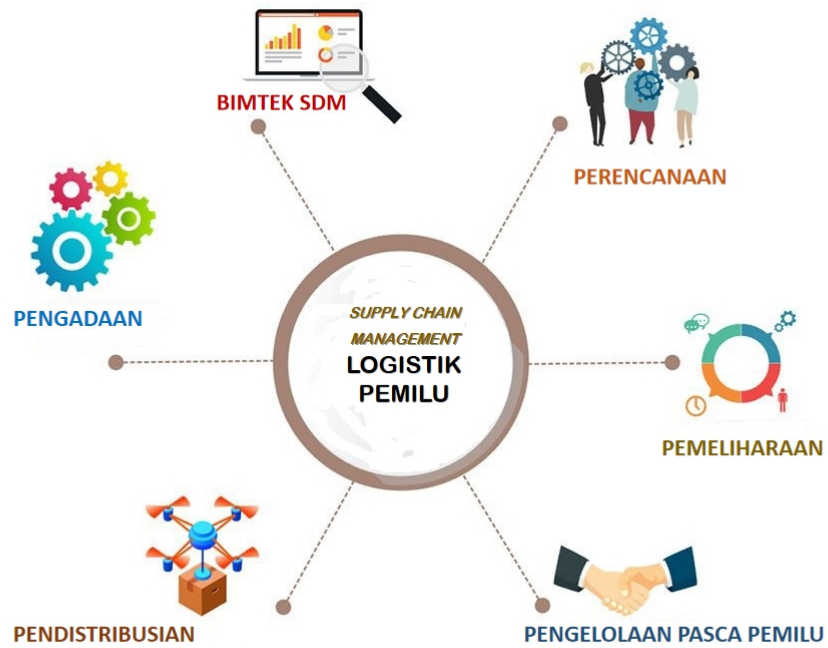 BIMTEK SDM
PERENCANAAN
PENGADAAN
SUPPLY CHAIN
MANAGEMENT
LOGISTIK
PEMILU
PEMELIHARAAN
PENDISTRIBUSIAN
PENGELOLAAN PASCA PEMILU